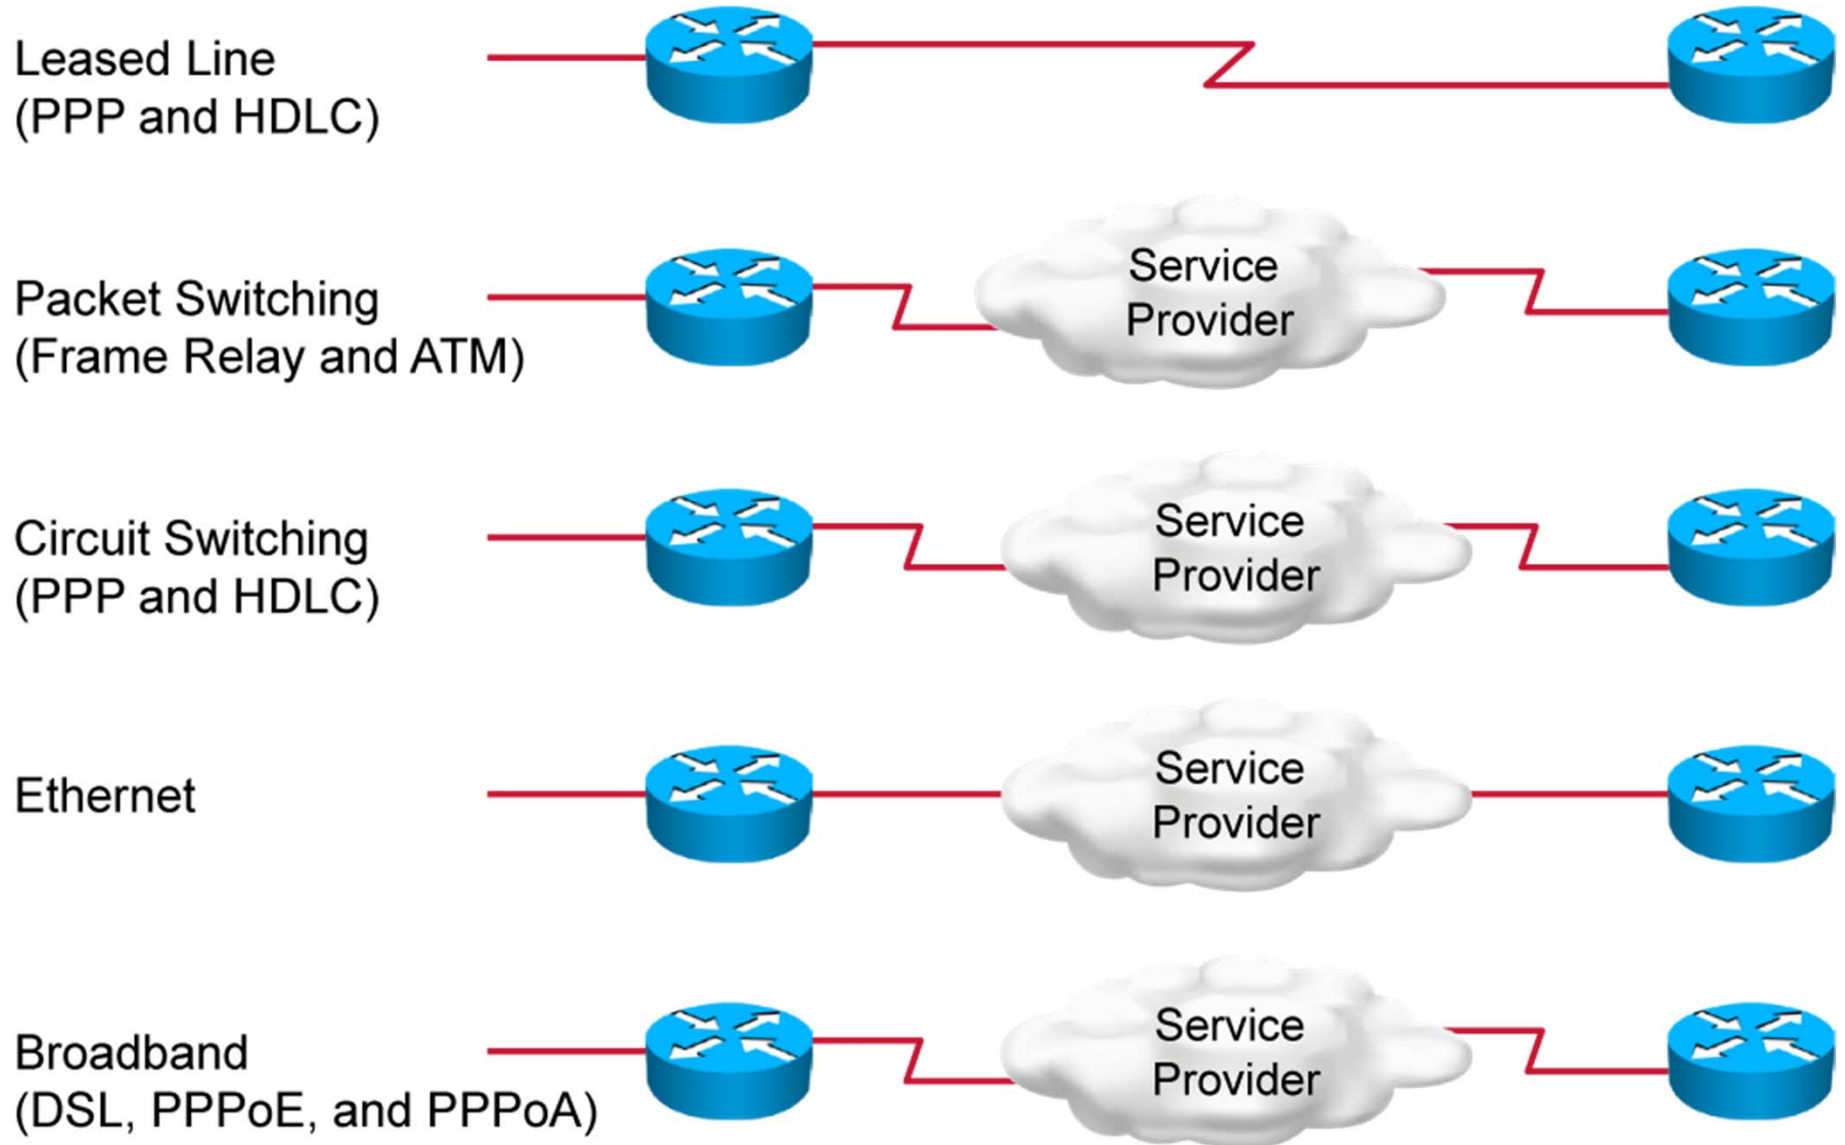 Leased Line
(PPP and HDLC)
Packet Switching
(Frame Relay and ATM)
Service
Provider
Circuit Switching
(PPP and HDLC)
Service
Provider
Ethernet
Service
Provider
Broadband
(DSL, PPPoE, and PPPoA)
Service
Provider